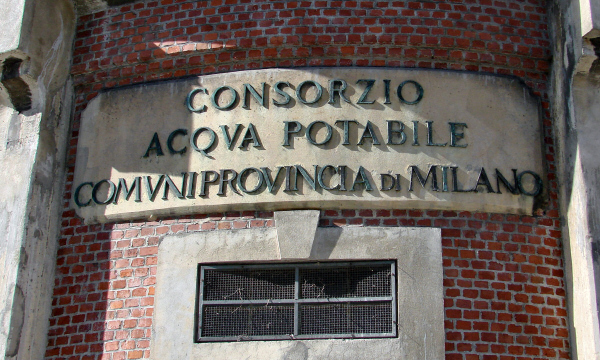 CONSORZIO
ACQVA POTABILE
COMVNI PROVINCIA DI MILANO